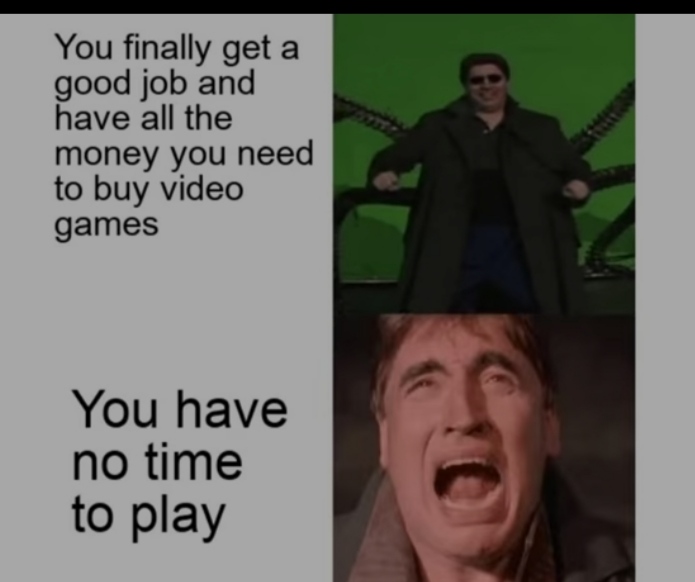 You finally get a
good job and
have all the
money you need
to buy video
games
You have
no time
to play